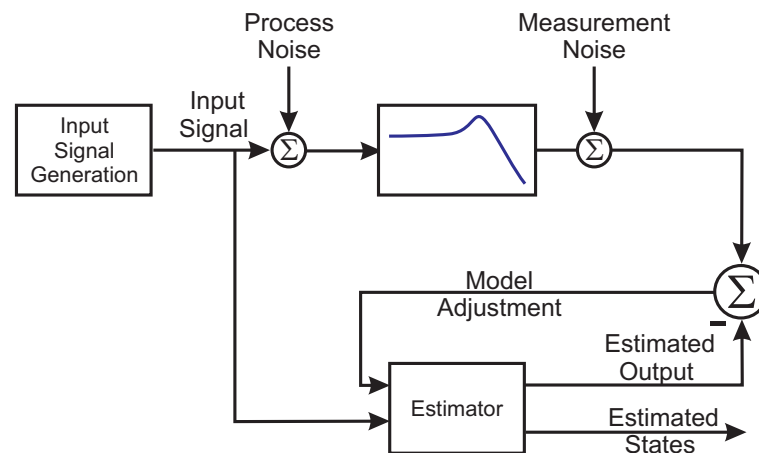 Process
Noise
Measurement
Noise
Input
Signal
Input
Signal
Generation
Σ
Σ
Σ
Model
Adjustment
−
Estimated
Output
Estimator
Estimated
States